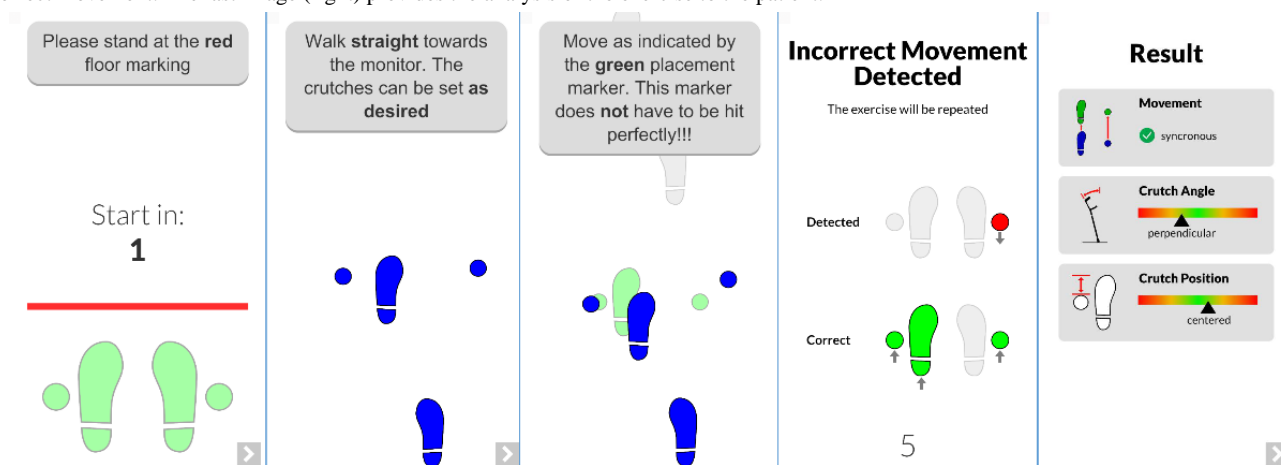 Please stand at the red
floor marking
Start in:
1
Walk straight towards
the monitor. The
crutches can be set as
desired
Move as indicated by
the green placement
marker. This marker
does not have to be hit
perfectly!!!
Incorrect Movement
Detected
The exercise will be repeated
Detected
Correct
5
Result
Movement
syncronous
Crutch Angle
perpendicular
Crutch Position
centered